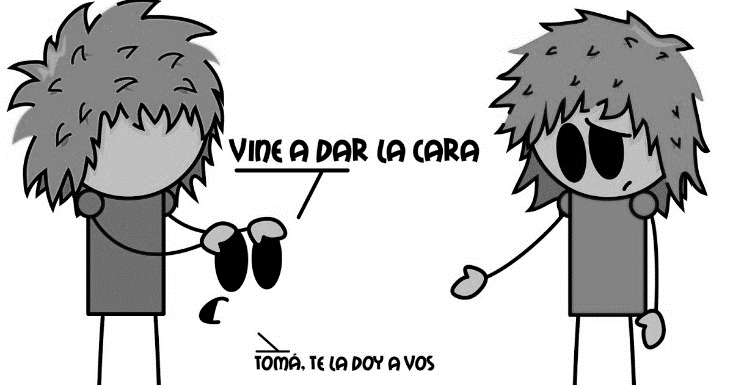 VINE A DAR LA CARA
TOMÁ, TE LA DOY A VOS